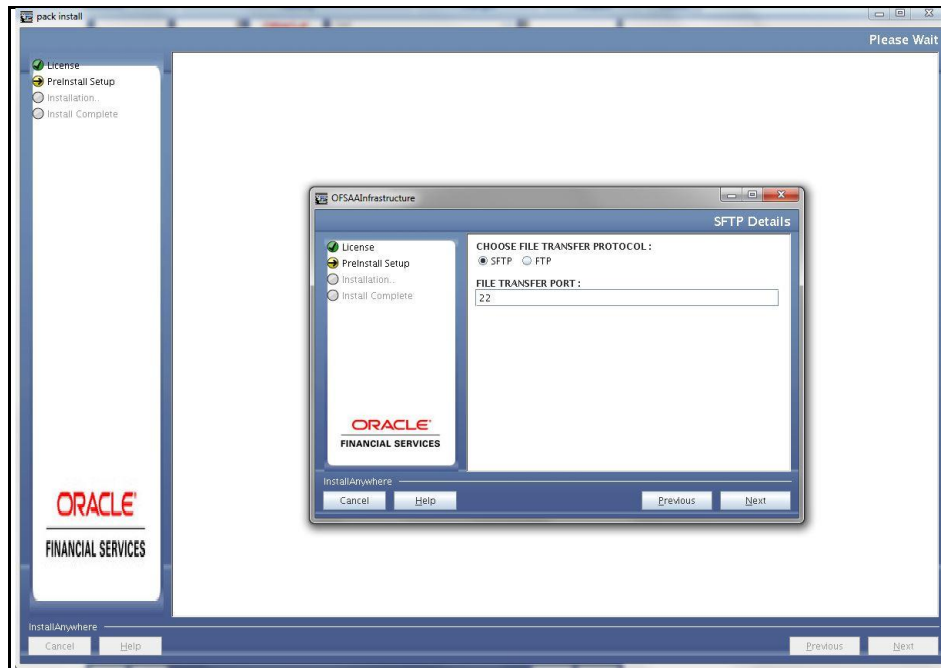 pack install
Please Wait
License
PreInstall Setup
Installation..
Install Complete
OFSAAInfrastructure
SFTP Details
License
PreInstall Setup
Installation..
Install Complete
CHOOSE FILE TRANSFER PROTOCOL :
SFTP FTP
FILE TRANSFER PORT :
22
ORACLE
FINANCIAL SERVICES
InstallAnywhere
Cancel Help Previous Next
ORACLE
FINANCIAL SERVICES
InstallAnywhere
Cancel Help Previous Next